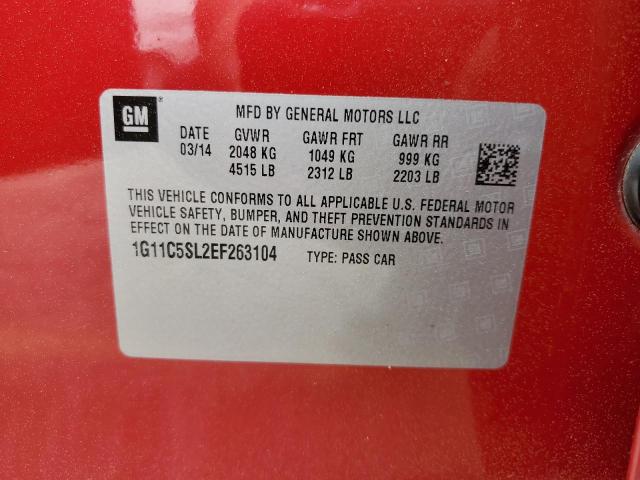 GM
MFD BY GENERAL MOTORS LLC
DATE GVWR GAWR FRT GAWR RR
03/14 2048 KG 1049 KG 999 KG
4515 LB 2312 LB 2203 LB
THIS VEHICLE CONFORMS TO ALL APPLICABLE U.S. FEDERAL MOTOR
VEHICLE SAFETY, BUMPER, AND THEFT PREVENTION STANDARDS IN
EFFECT ON THE DATE OF MANUFACTURE SHOWN ABOVE.
1G11C5SL2EF263104 TYPE: PASS CAR